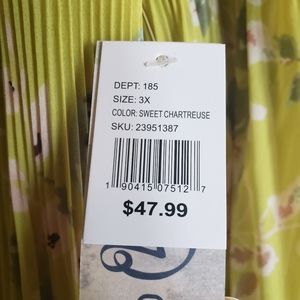 DEPT: 185
SIZE: 3X
COLOR: SWEET CHARTREUSE
SKU: 23951387
1 90415 07512 7
$47.99